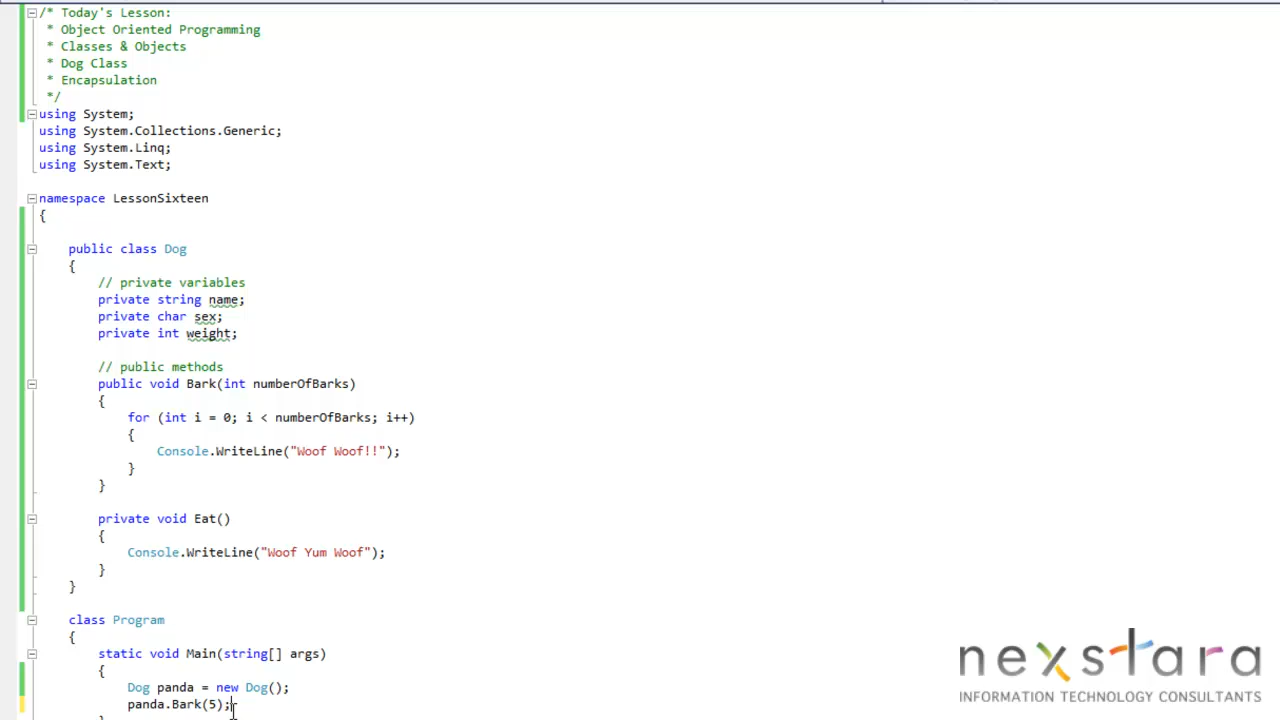 /* Today's Lesson:
 * Object Oriented Programming
 * Classes & Objects
 * Dog Class
 * Encapsulation
 */
using System;
using System.Collections.Generic;
using System.Linq;
using System.Text;
namespace LessonSixteen
{
public class Dog
{
// private variables
private string name;
private char sex;
private int weight;
// public methods
public void Bark(int numberOfBarks)
{
for (int i = 0; i < numberOfBarks; i++)
{
Console.WriteLine("Woof Woof!!");
}
}
private void Eat()
{
Console.WriteLine("Woof Yum Woof");
}
}
class Program
{
static void Main(string[] args)
{
Dog panda = new Dog();
panda.Bark(5);
nexstara
INFORMATION TECHNOLOGY CONSULTANTS